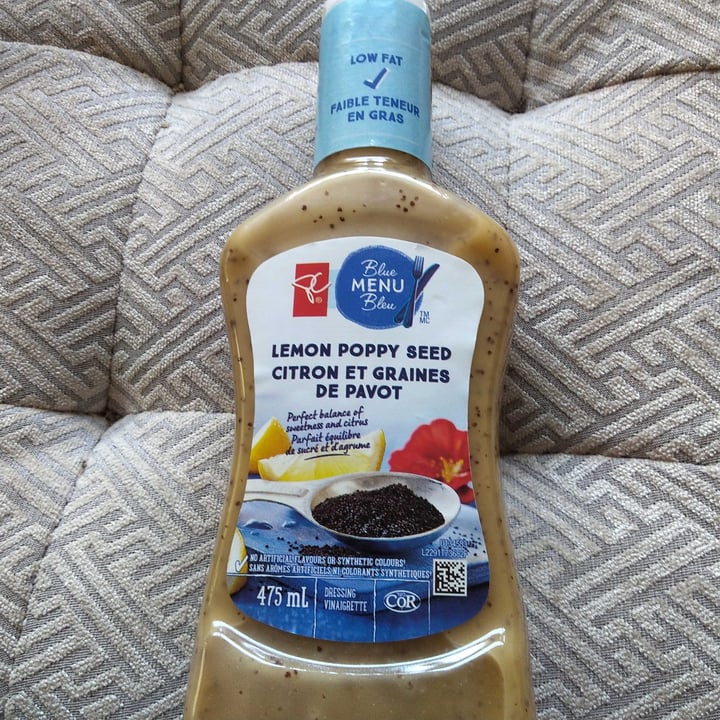 LOW FAT
FAIBLE TENEUR
EN GRAS
PC ®
Blue
MENU
Bleu
TM
MC
LEMON POPPY SEED
CITRON ET GRAINES
DE PAVOT
Perfect balance of
sweetness and citrus
Parfait équilibre
de sucré et d'agrume
NO ARTIFICIAL FLAVOURS OR SYNTHETIC COLOURS†
SANS ARÔMES ARTIFICIELS NI COLORANTS SYNTHÉTIQUES†
475 mL
DRESSING
VINAIGRETTE
COR